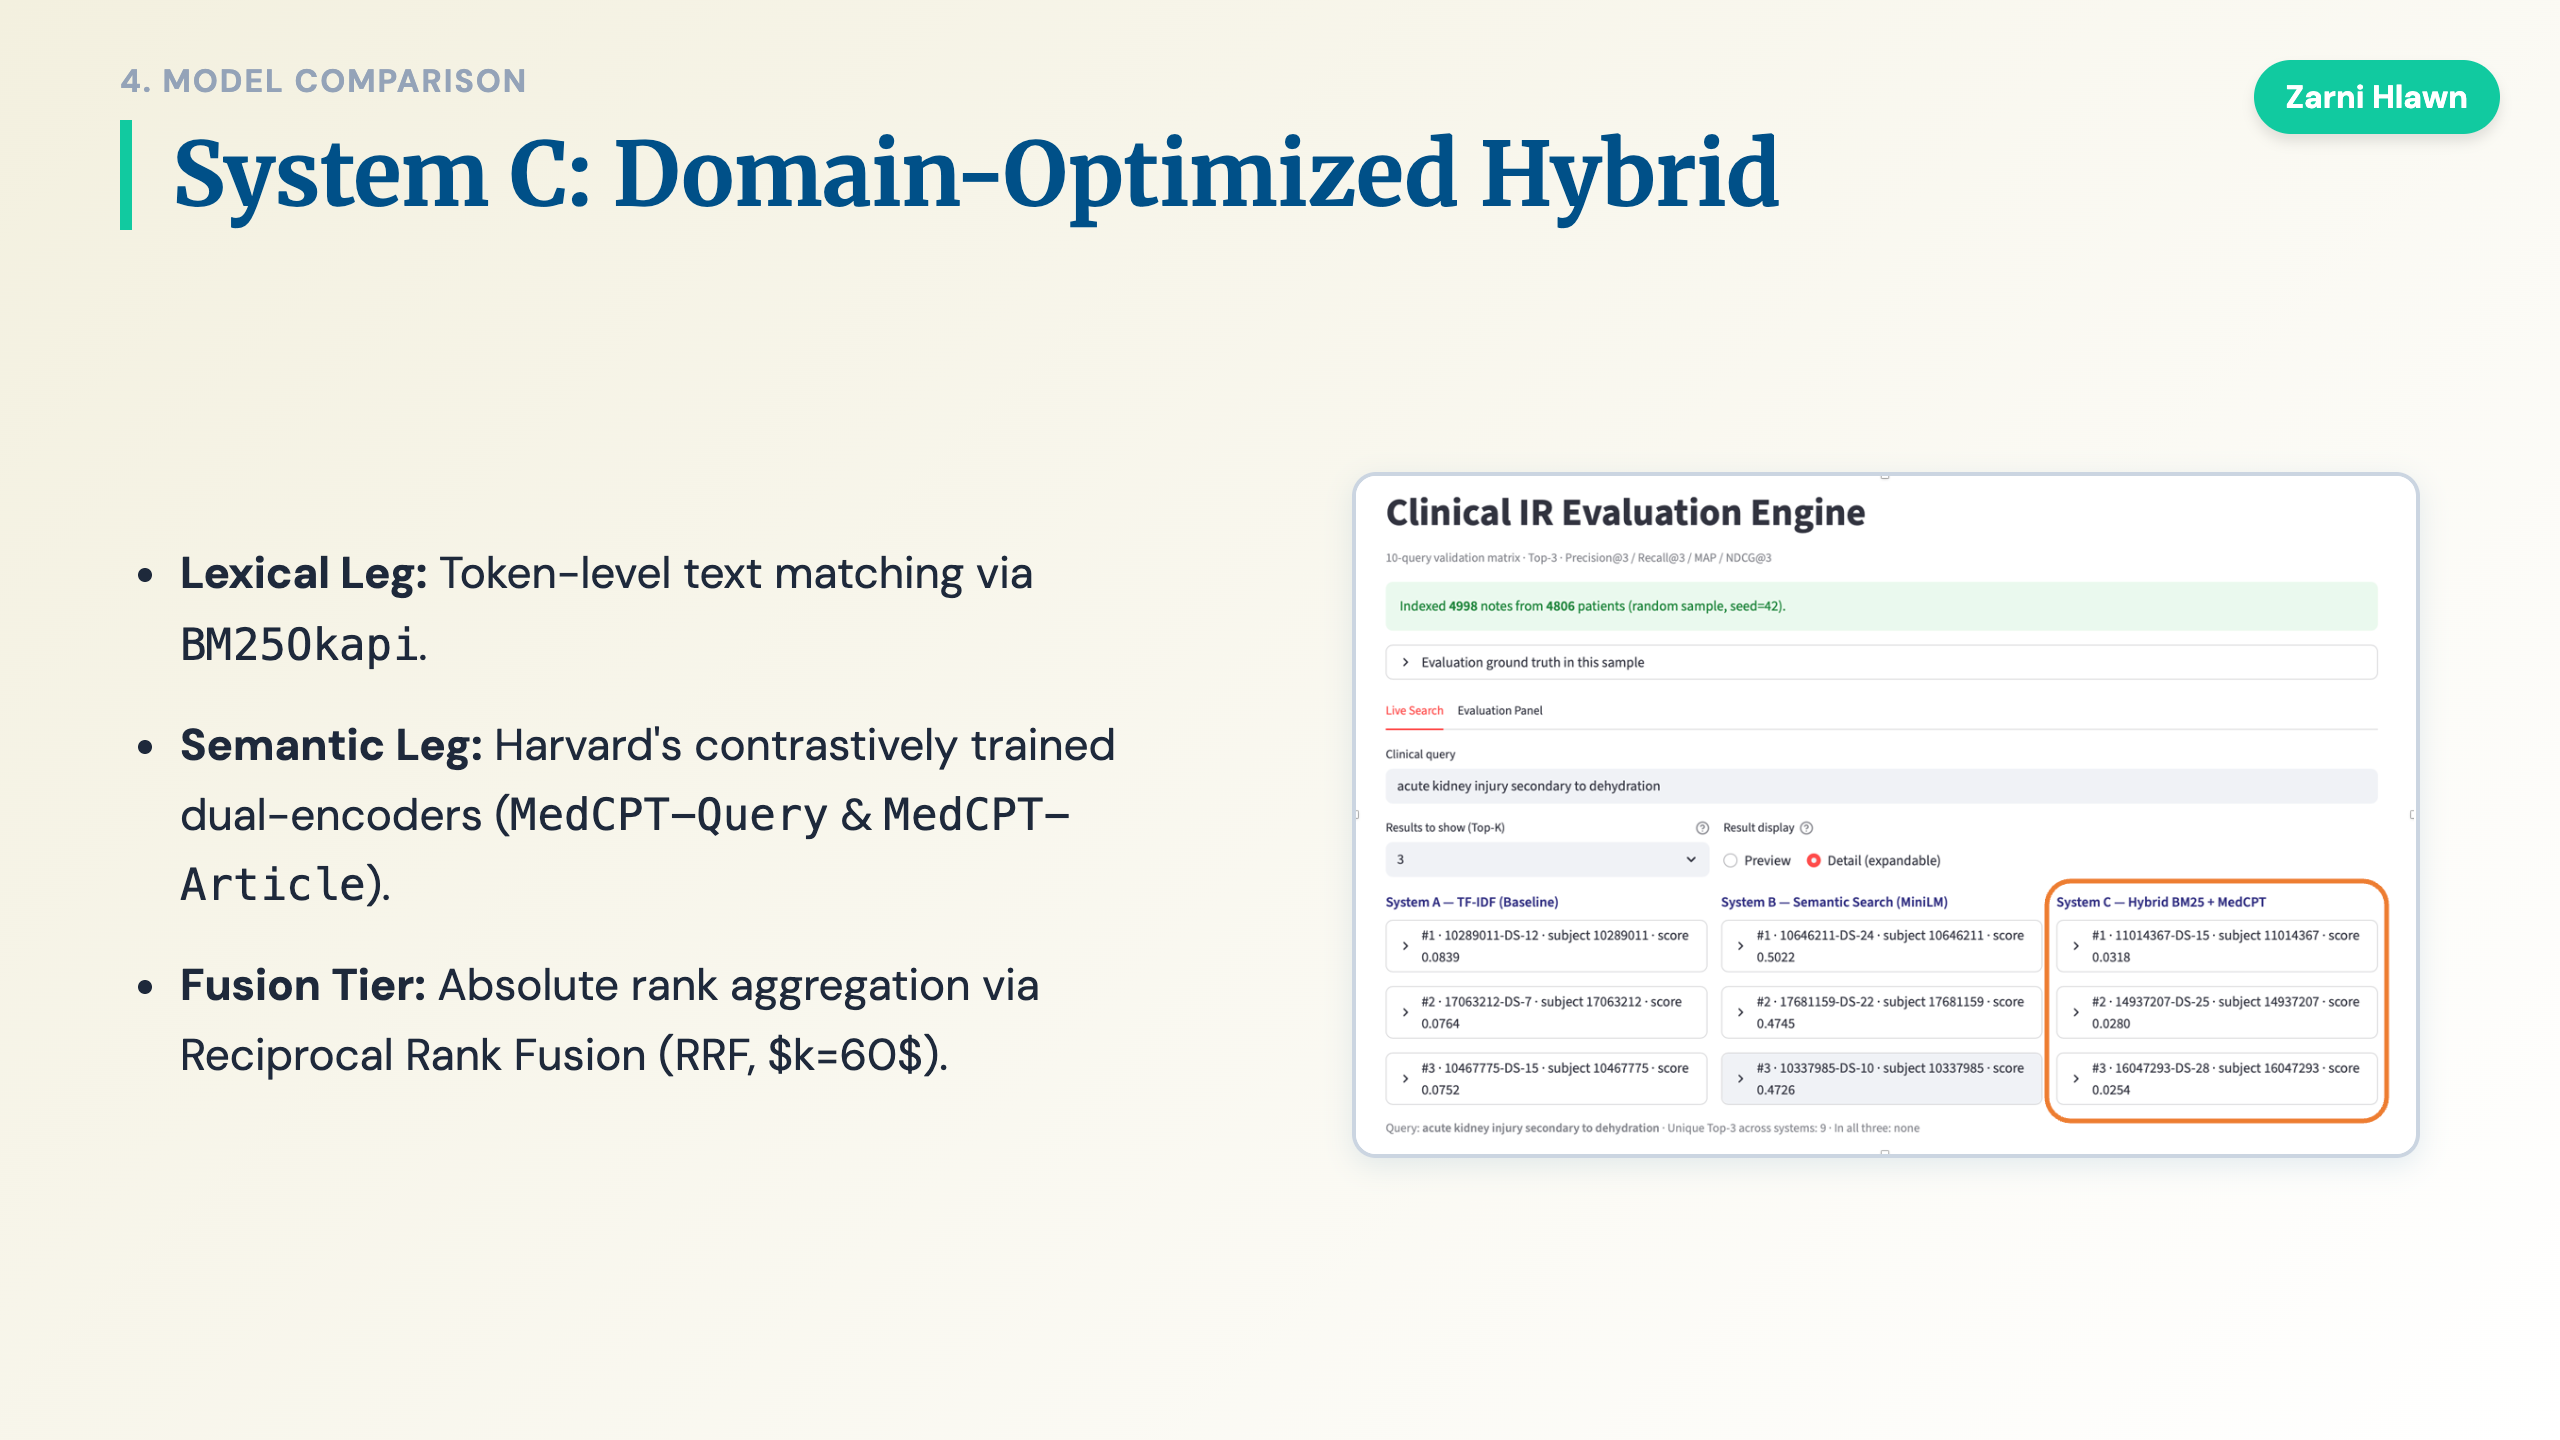 4. MODEL COMPARISON
Zarni Hlawn
System C: Domain-Optimized Hybrid
• Lexical Leg: Token-level text matching via
BM25Okapi.
• Semantic Leg: Harvard's contrastively trained
dual-encoders (MedCPT-Query & MedCPT-
Article).
• Fusion Tier: Absolute rank aggregation via
Reciprocal Rank Fusion (RRF, $k=60$).
Clinical IR Evaluation Engine
10-query validation matrix · Top-3 · Precision@3 / Recall@3 / MAP / NDCG@3
Indexed 4998 notes from 4806 patients (random sample, seed=42).
Evaluation ground truth in this sample
Live Search Evaluation Panel
Clinical query
acute kidney injury secondary to dehydration
Results to show (Top-K) Result display
3 Preview Detail (expandable)
System A — TF-IDF (Baseline)
#1 · 10289011-DS-12 · subject 10289011 · score
0.0839
#2 · 17063212-DS-7 · subject 17063212 · score
0.0764
#3 · 10467775-DS-15 · subject 10467775 · score
0.0752
System B — Semantic Search (MiniLM)
#1 · 10646211-DS-24 · subject 10646211 · score
0.5022
#2 · 17681159-DS-22 · subject 17681159 · score
0.4745
#3 · 10337985-DS-10 · subject 10337985 · score
0.4726
System C — Hybrid BM25 + MedCPT
#1 · 11014367-DS-15 · subject 11014367 · score
0.0318
#2 · 14937207-DS-25 · subject 14937207 · score
0.0280
#3 · 16047293-DS-28 · subject 16047293 · score
0.0254
Query: acute kidney injury secondary to dehydration · Unique Top-3 across systems: 9 · In all three: none